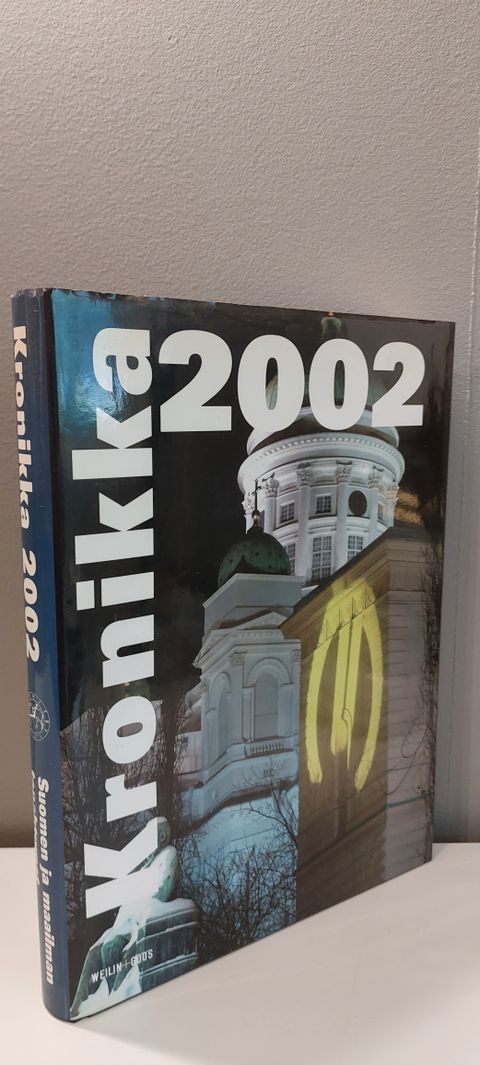 Kronikka
2002
WEILIN+GÖÖS
Kronikka 2002
Suomen ja maailman